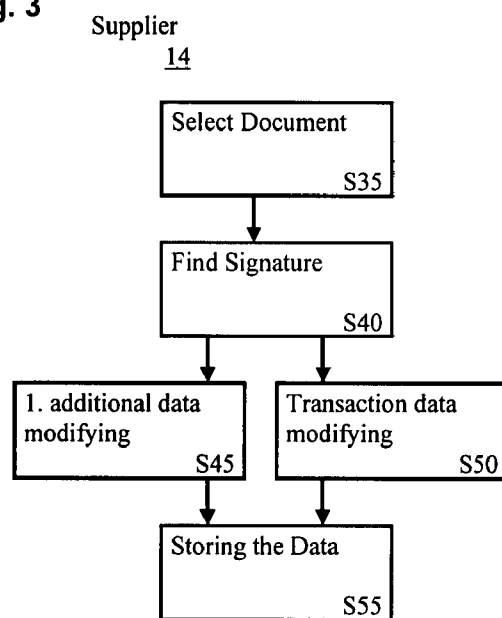 g. 3
Supplier
14
Select Document
S35
Find Signature
S40
1. additional data
modifying
S45
Transaction data
modifying
S50
Storing the Data
S55